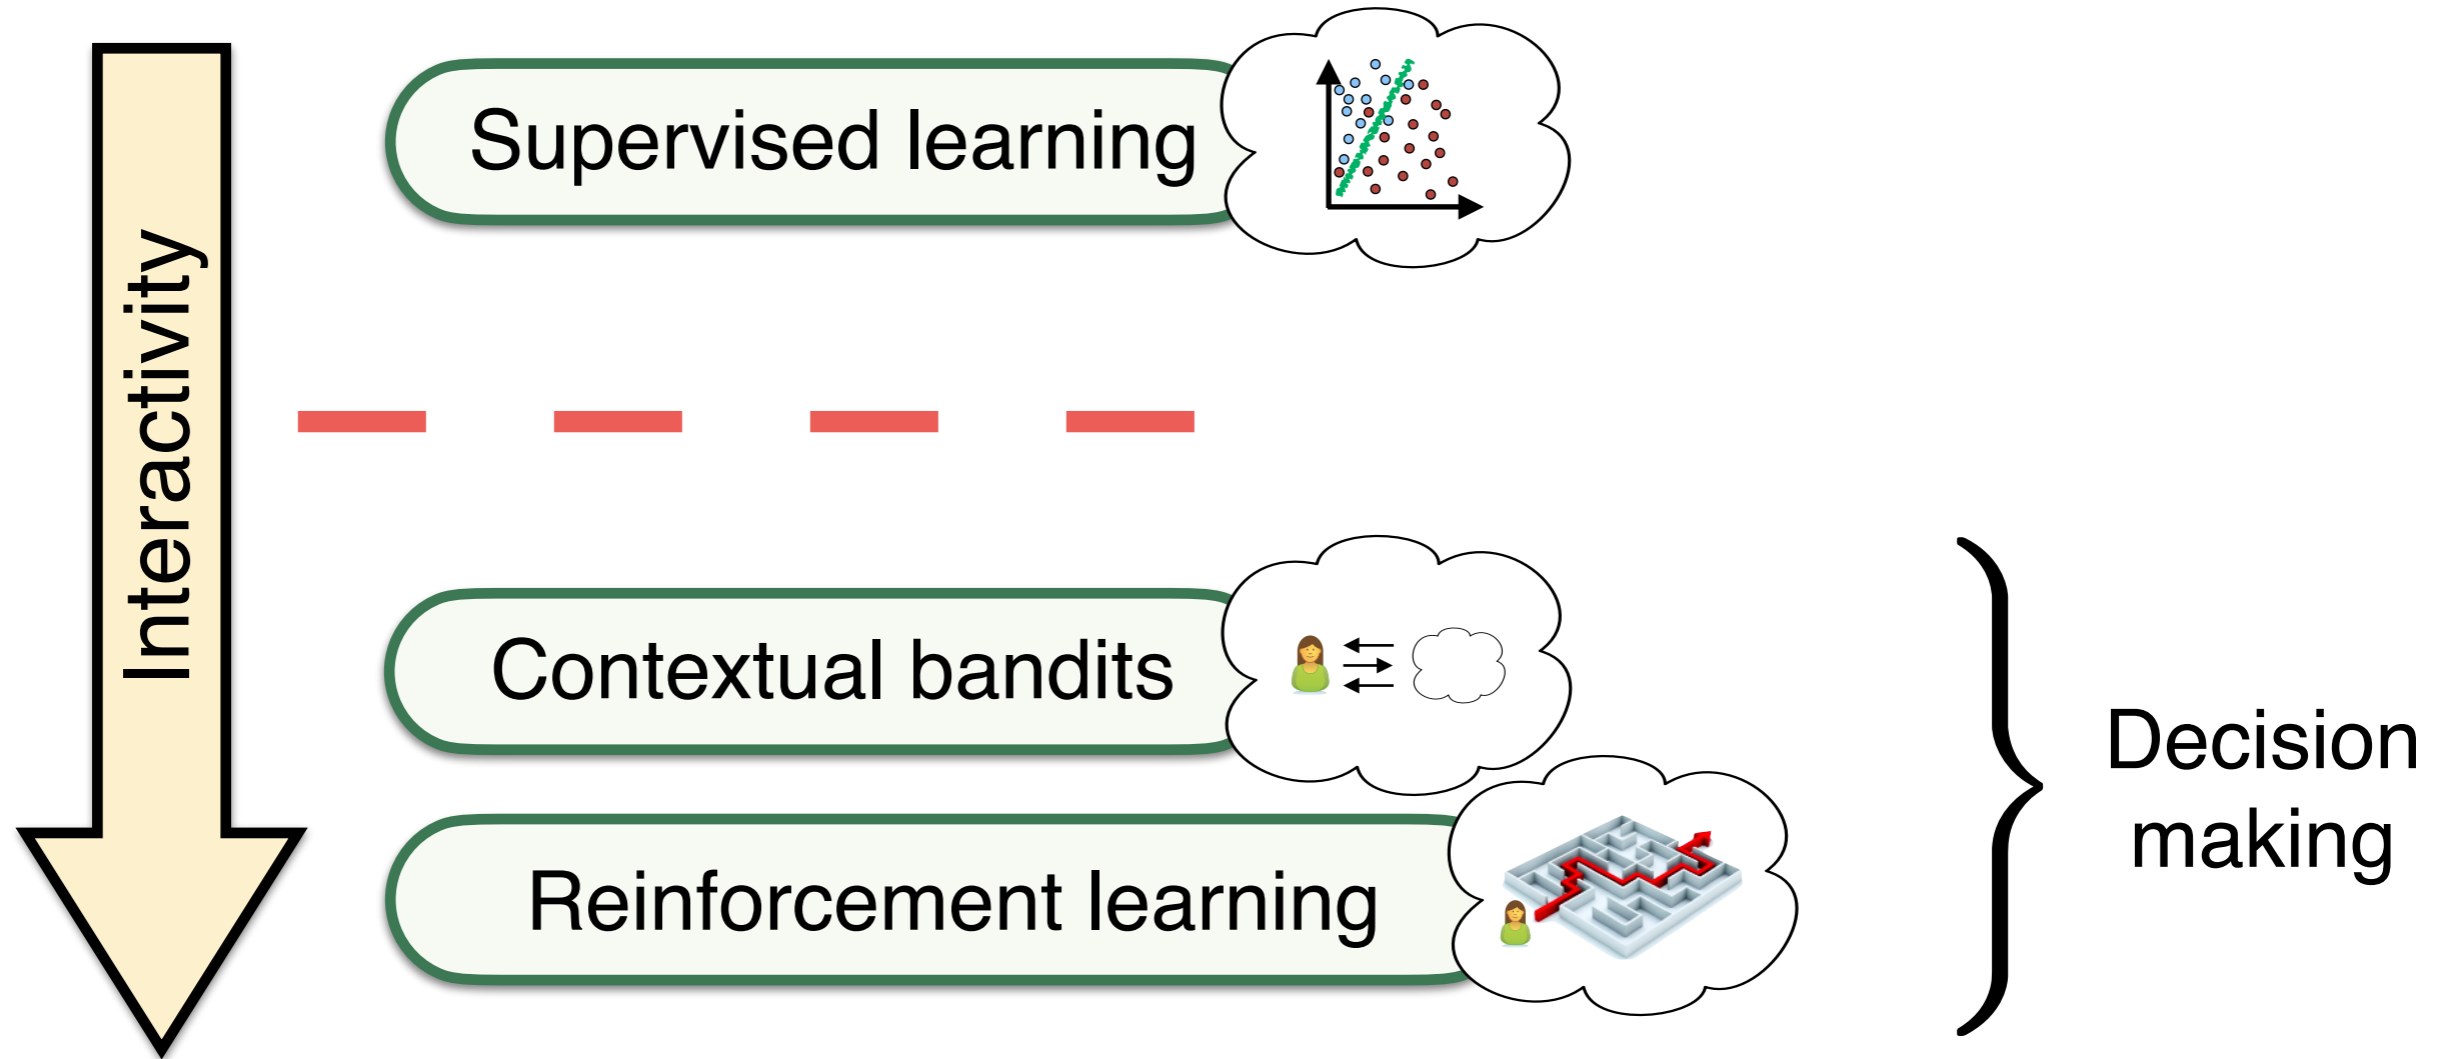 Interactivity
Supervised learning
Contextual bandits
Reinforcement learning
Decision
making